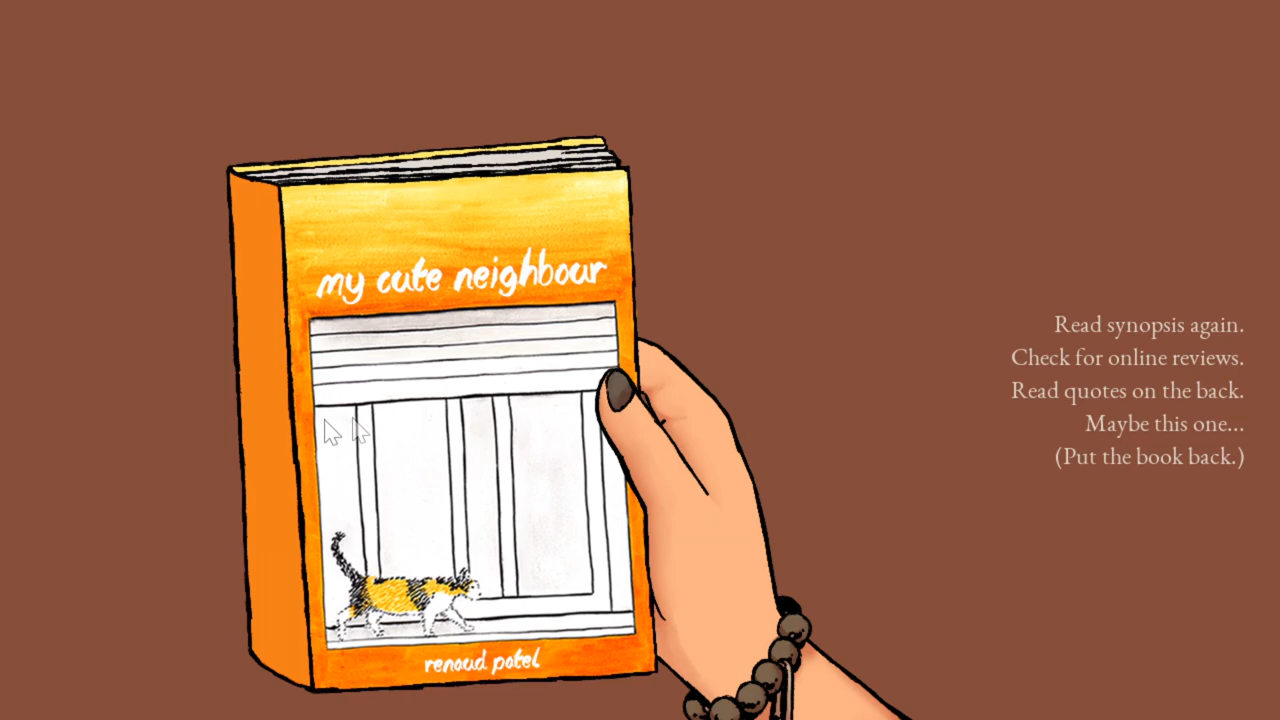 my cute neighbour
renaud patel
Read synopsis again.
Check for online reviews.
Read quotes on the back.
Maybe this one...
(Put the book back.)